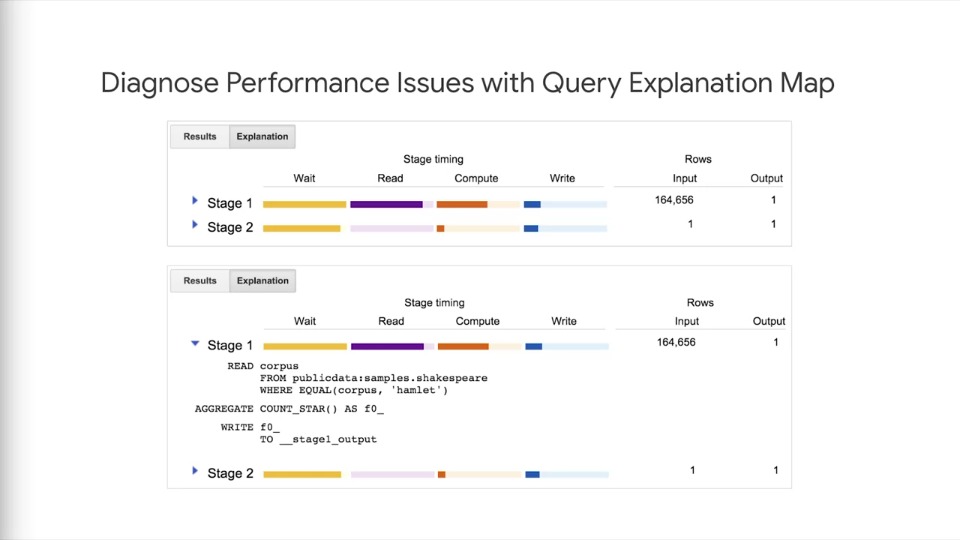 Diagnose Performance Issues with Query Explanation Map
Results Explanation
Stage timing Rows
Wait Read Compute Write Input Output
Stage 1 164,656 1
Stage 2 1 1
Results Explanation
Stage timing Rows
Wait Read Compute Write Input Output
Stage 1 164,656 1
READ corpus
FROM publicdata:samples.shakespeare
WHERE EQUAL(corpus, 'hamlet')
AGGREGATE COUNT_STAR() AS f0_
WRITE f0_
TO __stage1_output
Stage 2 1 1